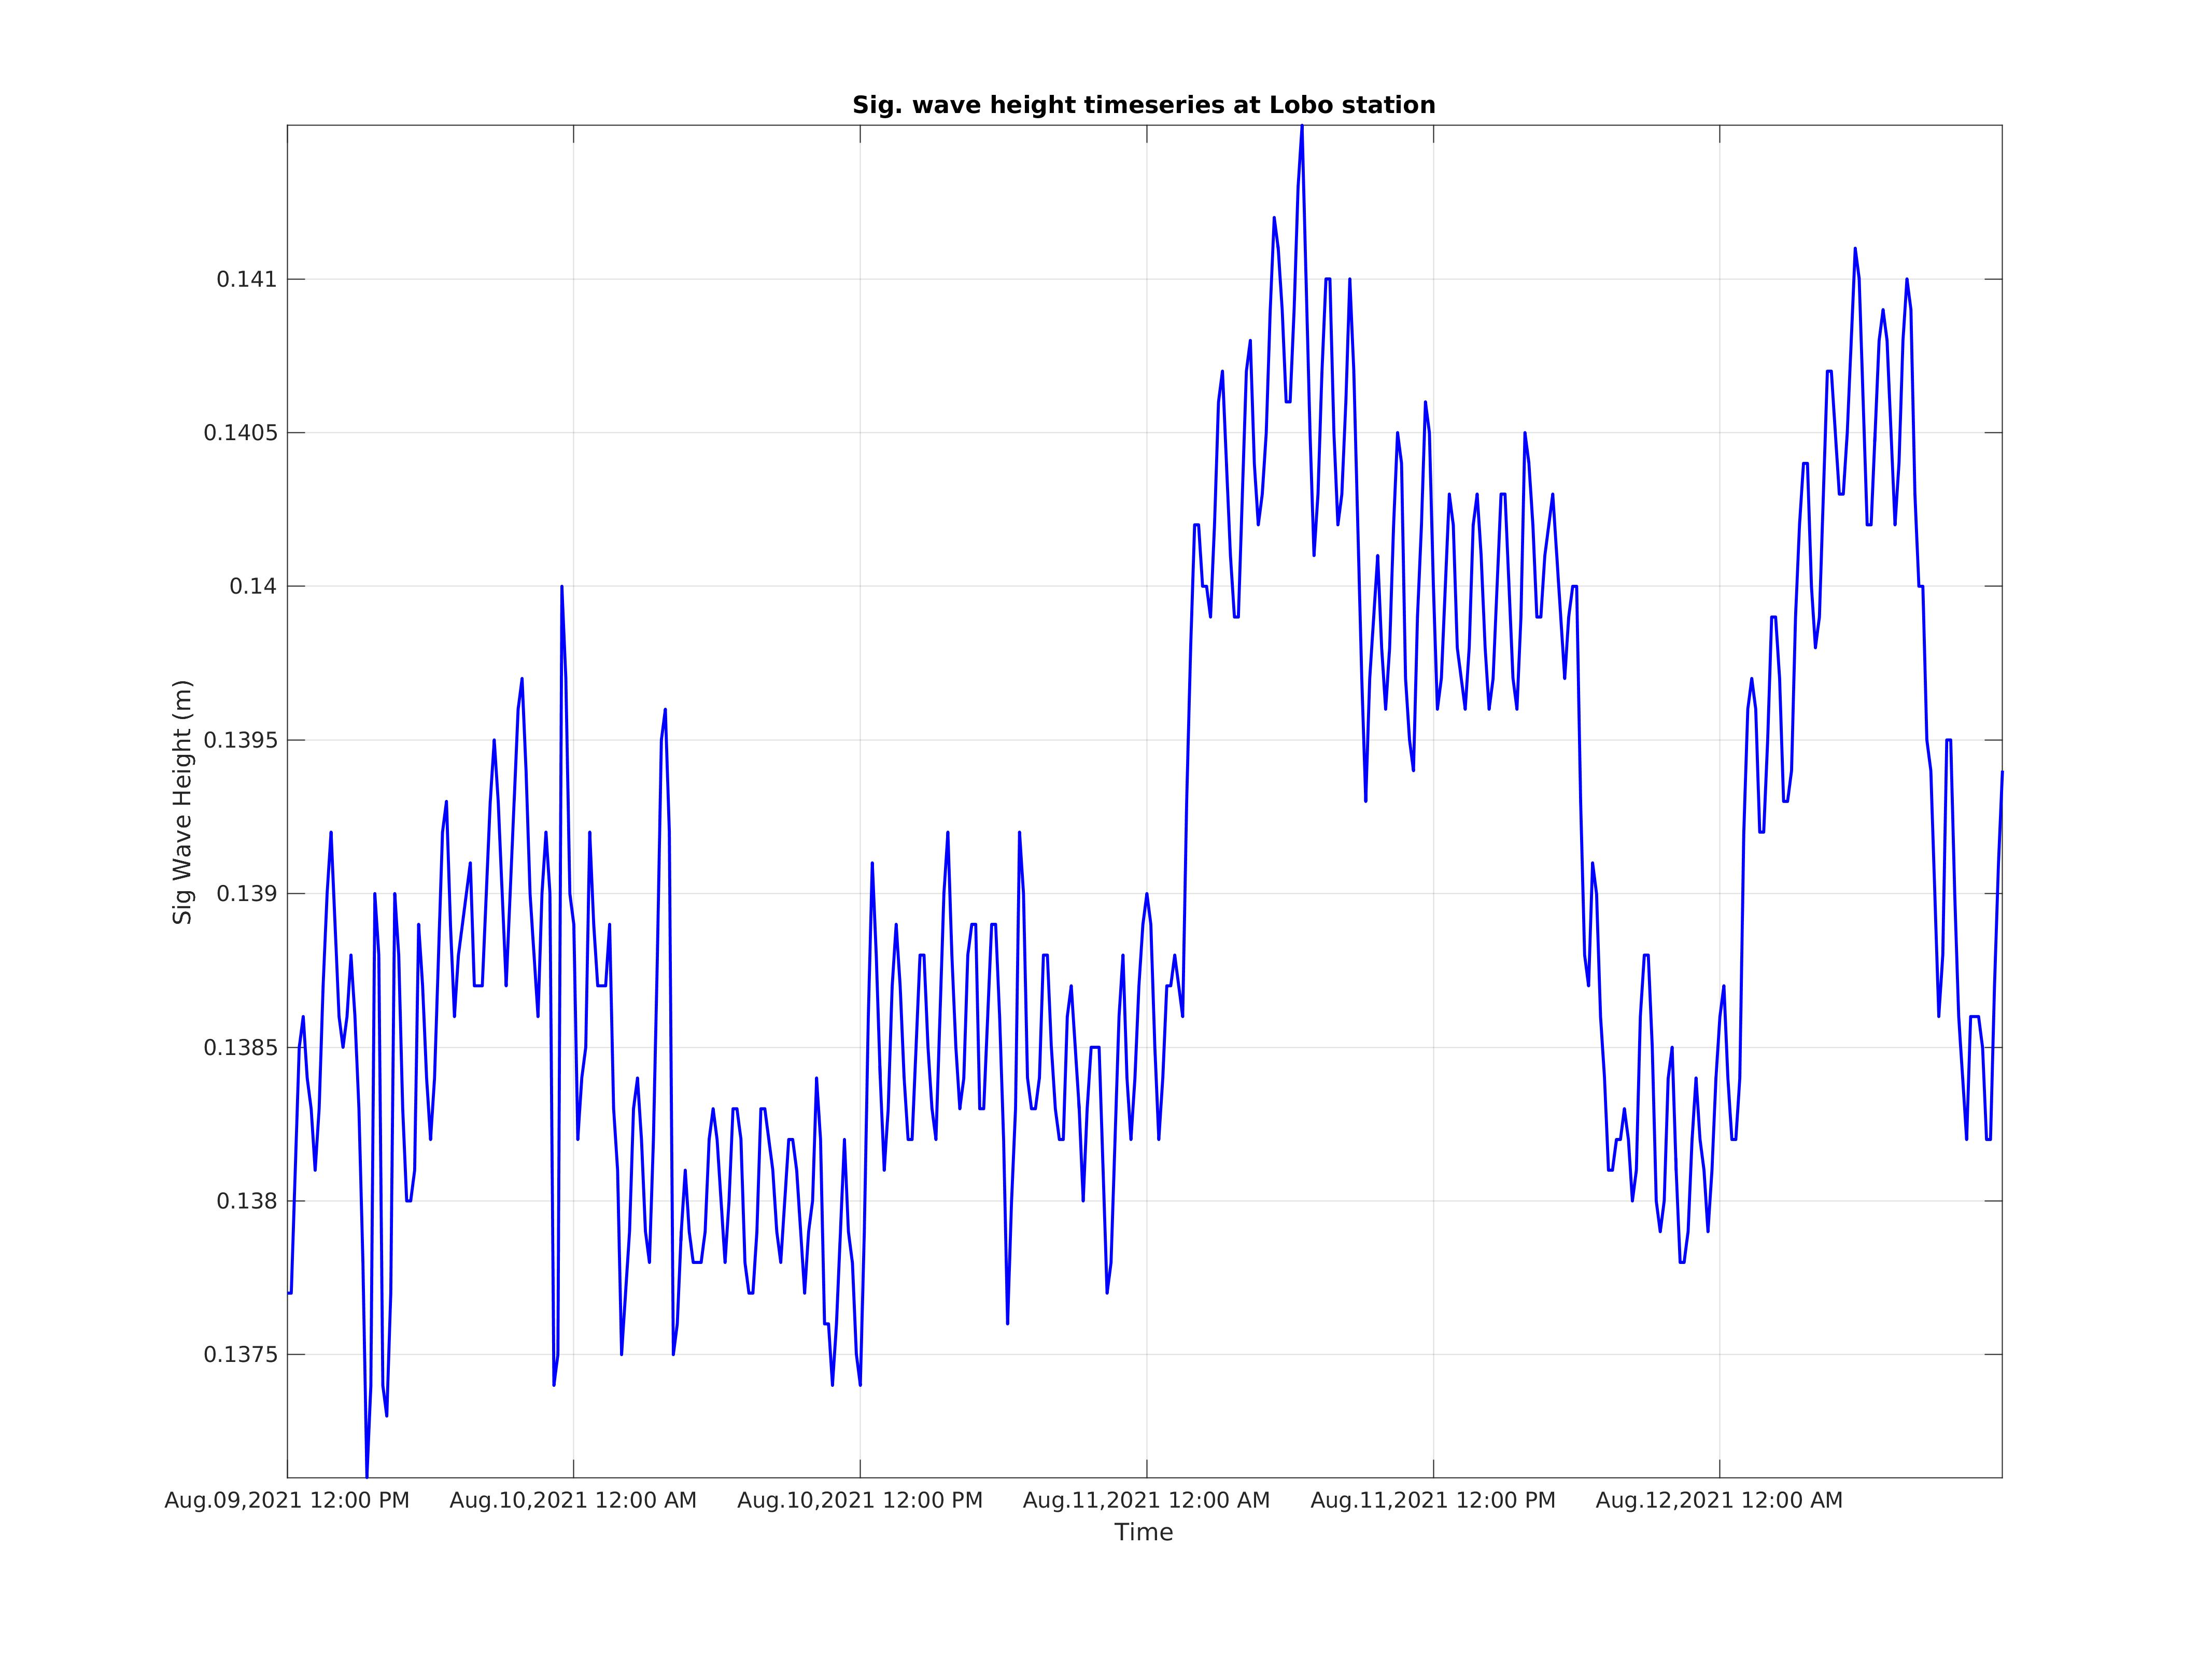 Sig. wave height timeseries at Lobo station
0.141
0.1405
0.14
0.1395
0.139
0.1385
0.138
0.1375
Sig Wave Height (m)
Aug.09,2021 12:00 PM Aug.10,2021 12:00 AM Aug.10,2021 12:00 PM Aug.11,2021 12:00 AM Aug.11,2021 12:00 PM Aug.12,2021 12:00 AM
Time